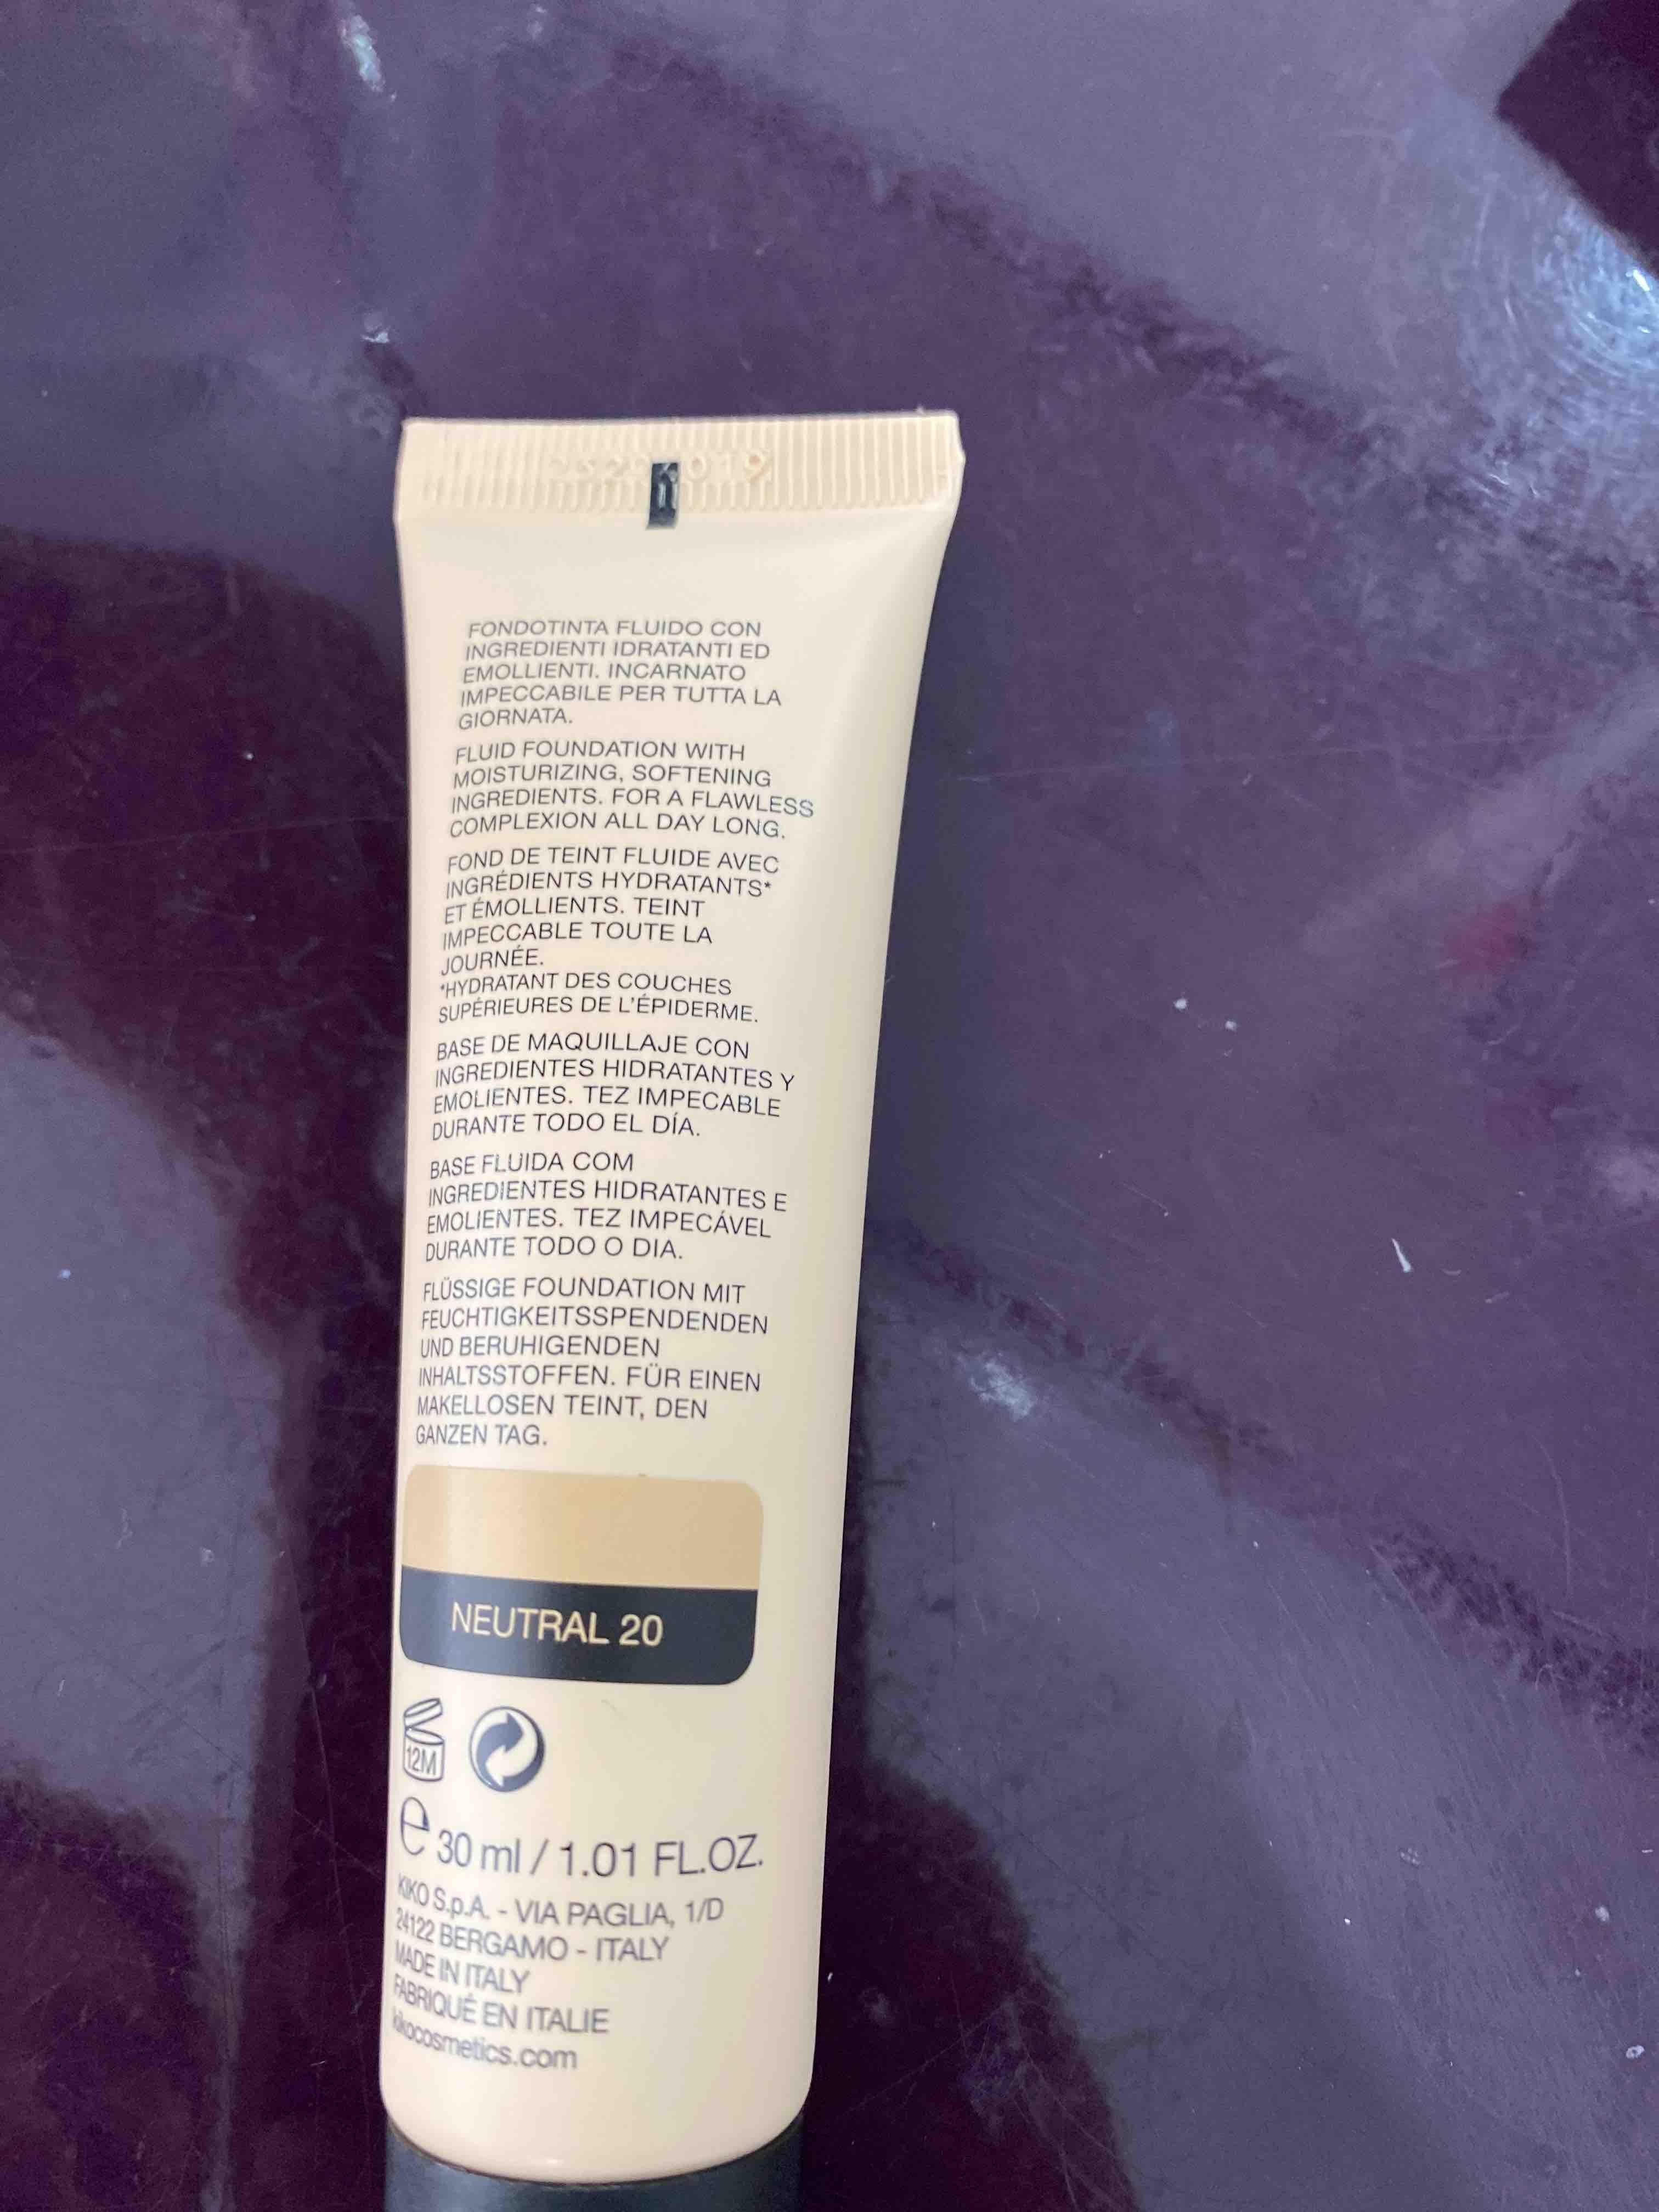 FONDOTINTA FLUIDO CON
INGREDIENTI IDRATANTI ED
EMOLLIENTI. INCARNATO
IMPECCABILE PER TUTTA LA
GIORNATA.
FLUID FOUNDATION WITH
MOISTURIZING, SOFTENING
INGREDIENTS. FOR A FLAWLESS
COMPLEXION ALL DAY LONG.
FOND DE TEINT FLUIDE AVEC
INGRÉDIENTS HYDRATANTS*
ET ÉMOLLIENTS. TEINT
IMPECCABLE TOUTE LA
JOURNÉE.
*HYDRATANT DES COUCHES
SUPÉRIEURES DE L'ÉPIDERME.
BASE DE MAQUILLAJE CON
INGREDIENTES HIDRATANTES Y
EMOLIENTES. TEZ IMPECABLE
DURANTE TODO EL DÍA.
BASE FLUIDA COM
INGREDIENTES HIDRATANTES E
EMOLIENTES. TEZ IMPECÁVEL
DURANTE TODO O DIA.
FLÜSSIGE FOUNDATION MIT
FEUCHTIGKEITSSPENDENDEN
UND BERUHIGENDEN
INHALTSSTOFFEN. FÜR EINEN
MAKELLOSEN TEINT, DEN
GANZEN TAG.
NEUTRAL 20
12M
e 30 ml / 1.01 FL.OZ.
KIKO S.p.A. - VIA PAGLIA, 1/D
24122 BERGAMO - ITALY
MADE IN ITALY
FABRIQUÉ EN ITALIE
kikocosmetics.com